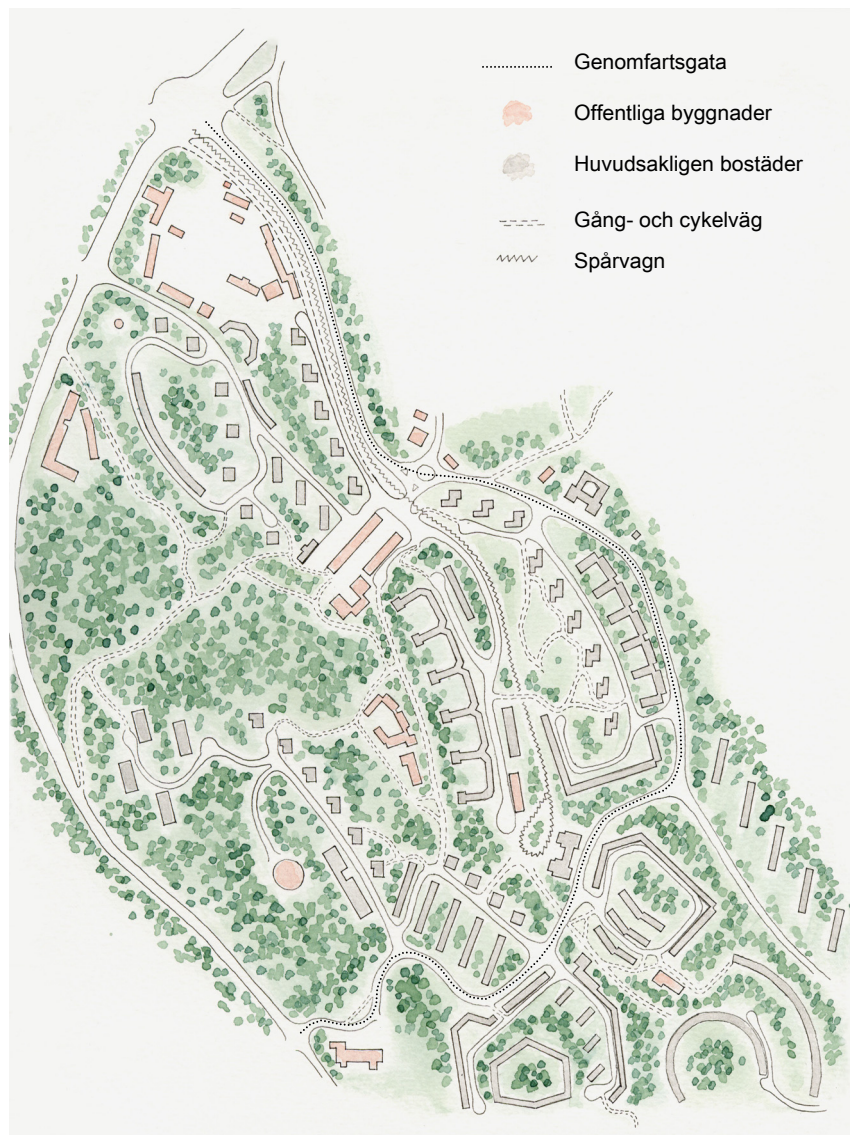 Genomfartsgata
Offentliga byggnader
Huvudsakligen bostäder
Gång- och cykelväg
Spårvagn